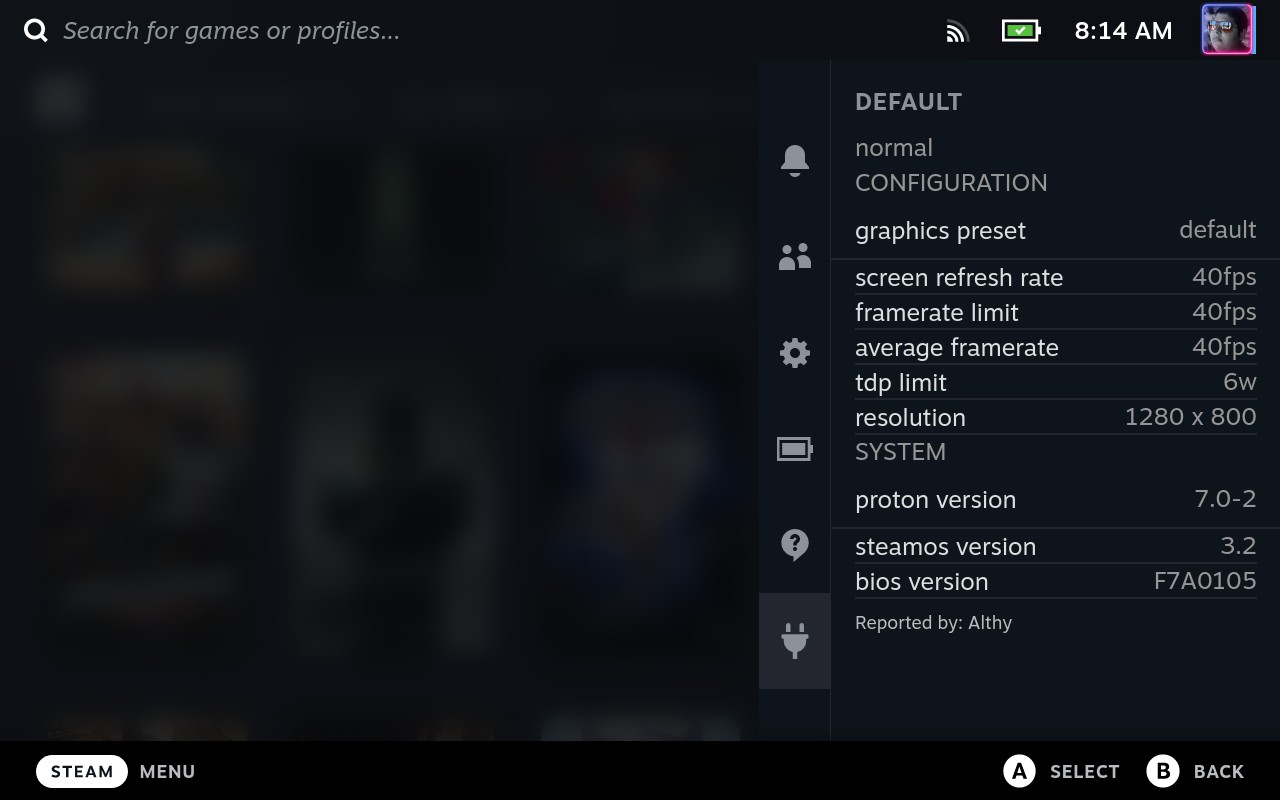 Search for games or profiles...
8:14 AM
DEFAULT
normal
CONFIGURATION
graphics preset default
screen refresh rate 40fps
framerate limit 40fps
average framerate 40fps
tdp limit 6w
resolution 1280 x 800
SYSTEM
proton version 7.0-2
steamos version 3.2
bios version F7A0105
Reported by: Althy
STEAM MENU
A SELECT B BACK